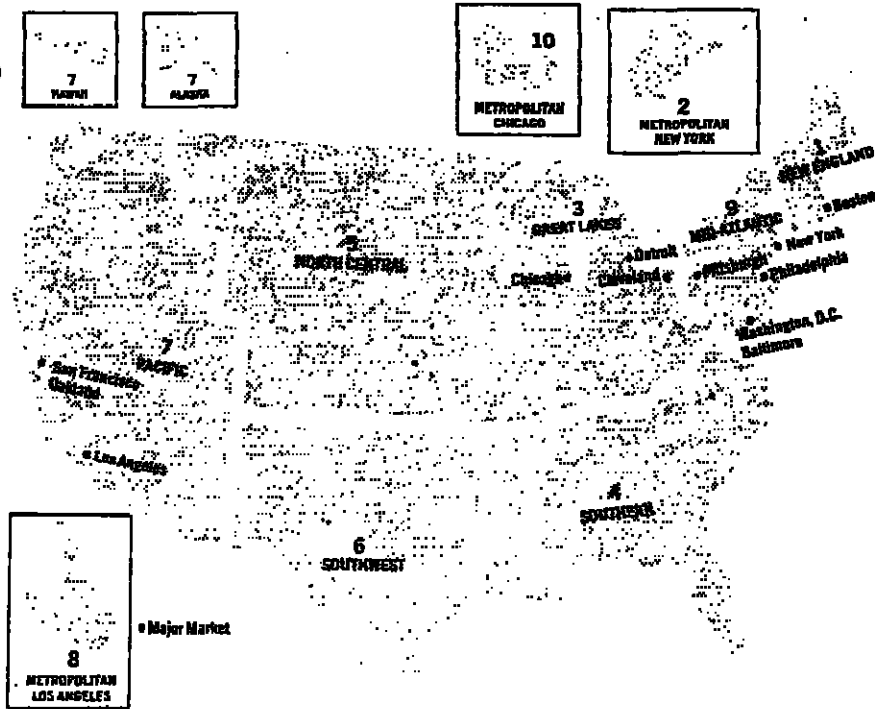 7
HAWAII
7
ALASKA
10
METROPOLITAN
CHICAGO
2
METROPOLITAN
NEW YORK
1
NEW ENGLAND
Boston
3
GREAT LAKES
9
MID-ATLANTIC
New York
Detroit
5
NORTH CENTRAL
Chicago
Cleveland
Pittsburgh
Philadelphia
Washington, D.C.
Baltimore
7
PACIFIC
San Francisco
Oakland
Los Angeles
4
SOUTHERN
6
SOUTHWEST
Major Market
8
METROPOLITAN
LOS ANGELES